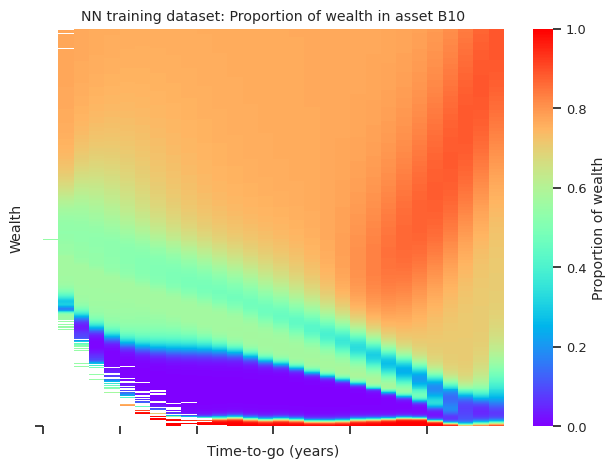 NN training dataset: Proportion of wealth in asset B10
Wealth
Time-to-go (years)
1.0
0.8
0.6
0.4
0.2
0.0
Proportion of wealth